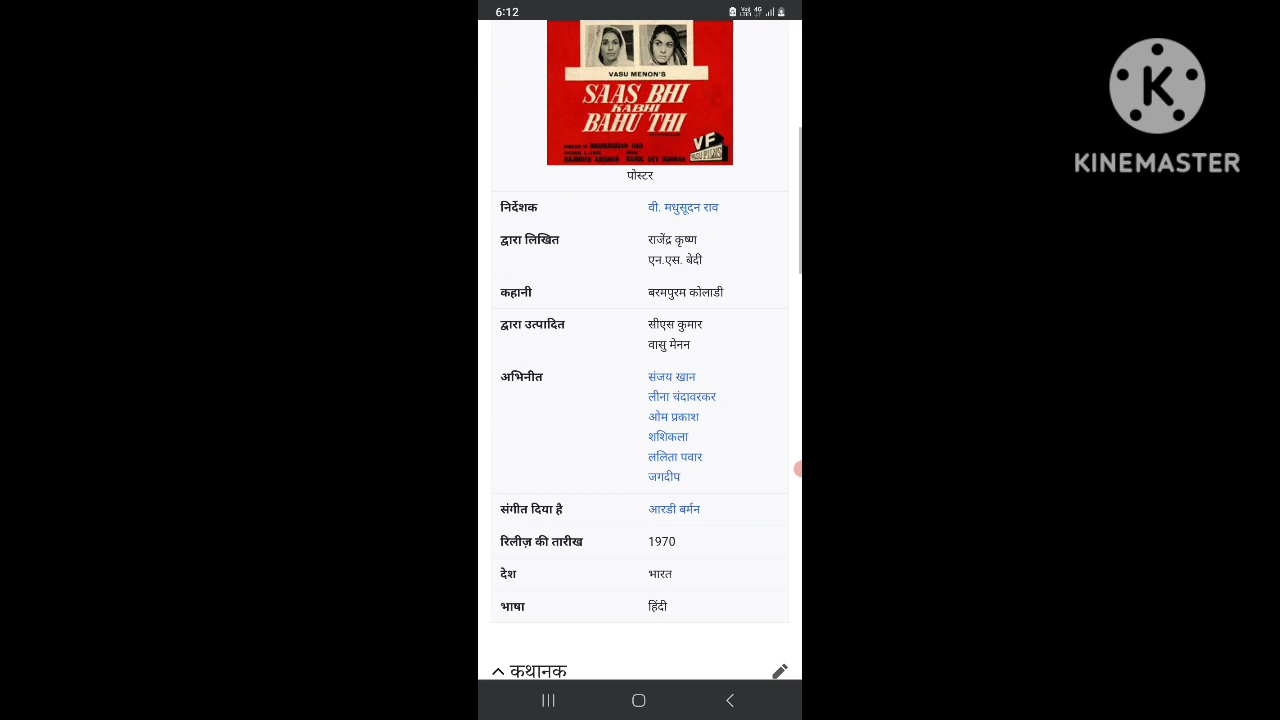 6:12
VASU MENON'S
SAAS BHI
KABHI
BAHU THI
VF
VASU FILMS
पोस्टर
निर्देशक वी. मधुसूदन राव
द्वारा लिखित राजेंद्र कृष्ण
एन.एस. बेदी
कहानी बरमपुरम कोलाडी
द्वारा उत्पादित सीएस कुमार
वासु मेनन
अभिनीत संजय खान
लीना चंदावरकर
ओम प्रकाश
शशिकला
ललिता पवार
जगदीप
संगीत दिया है आरडी बर्मन
रिलीज़ की तारीख 1970
देश भारत
भाषा हिंदी
कथानक
K
KINEMASTER